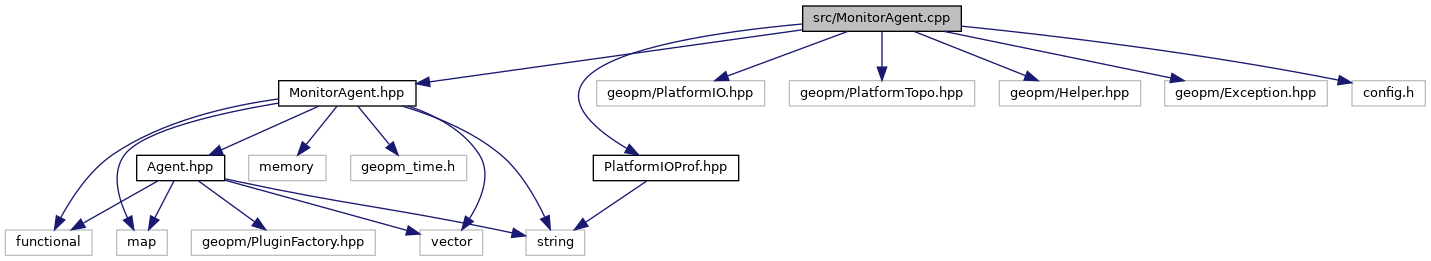 src/MonitorAgent.cpp
MonitorAgent.hpp
geopm/PlatformIO.hpp
geopm/PlatformTopo.hpp
geopm/Helper.hpp
geopm/Exception.hpp
config.h
Agent.hpp
memory
geopm_time.h
PlatformIOProf.hpp
functional
map
geopm/PluginFactory.hpp
vector
string